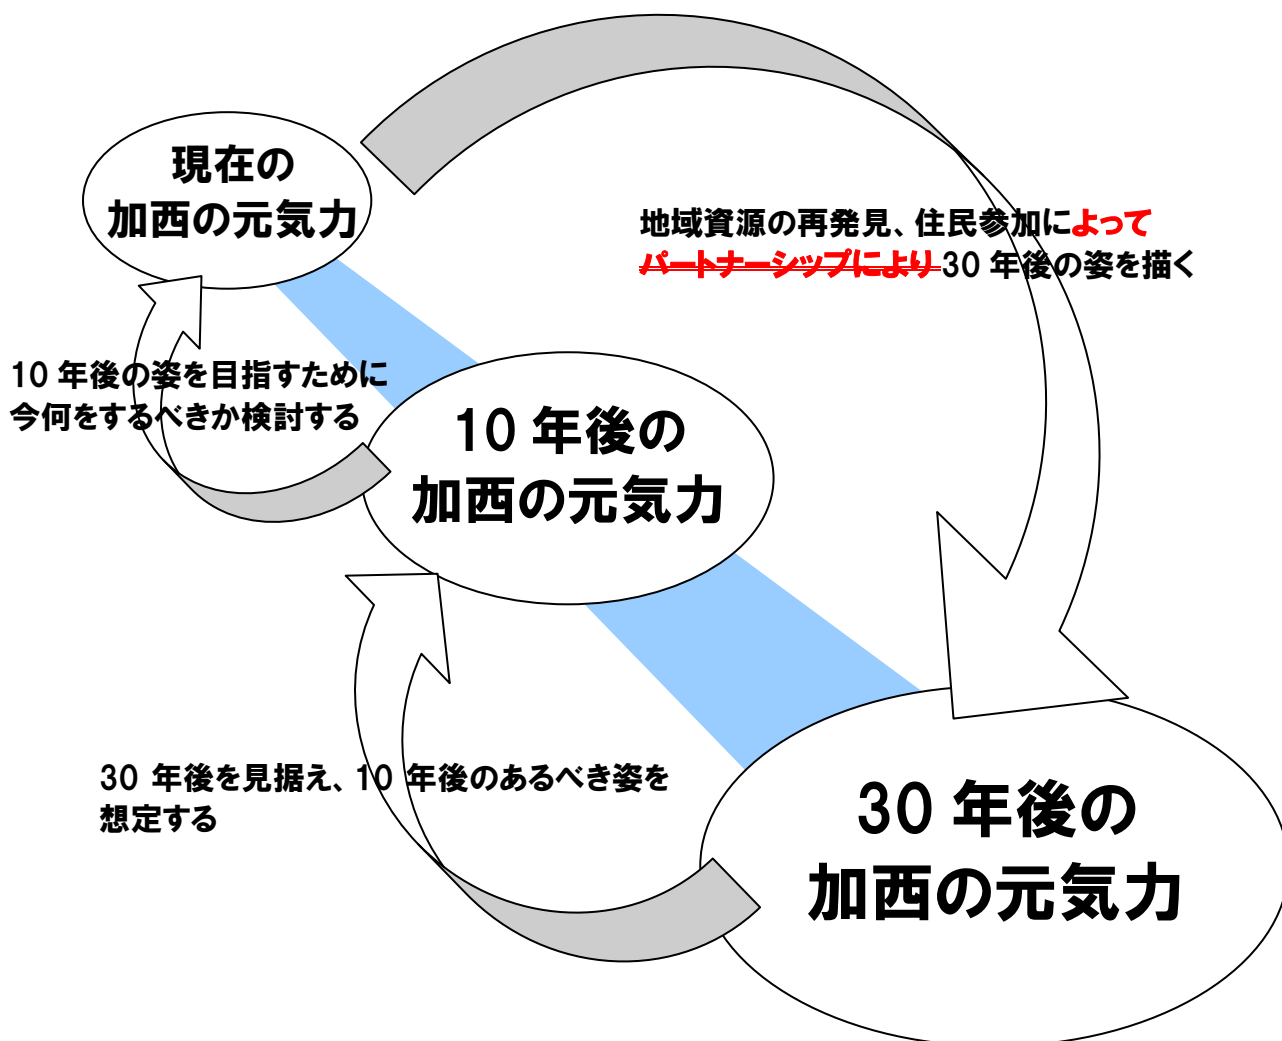 現在の
加西の元気力
地域資源の再発見、住民参加によって
パートナーシップにより30 年後の姿を描く
10 年後の姿を目指すために
今何をするべきか検討する
10 年後の
加西の元気力
30 年後を見据え、10 年後のあるべき姿を
想定する
30 年後の
加西の元気力